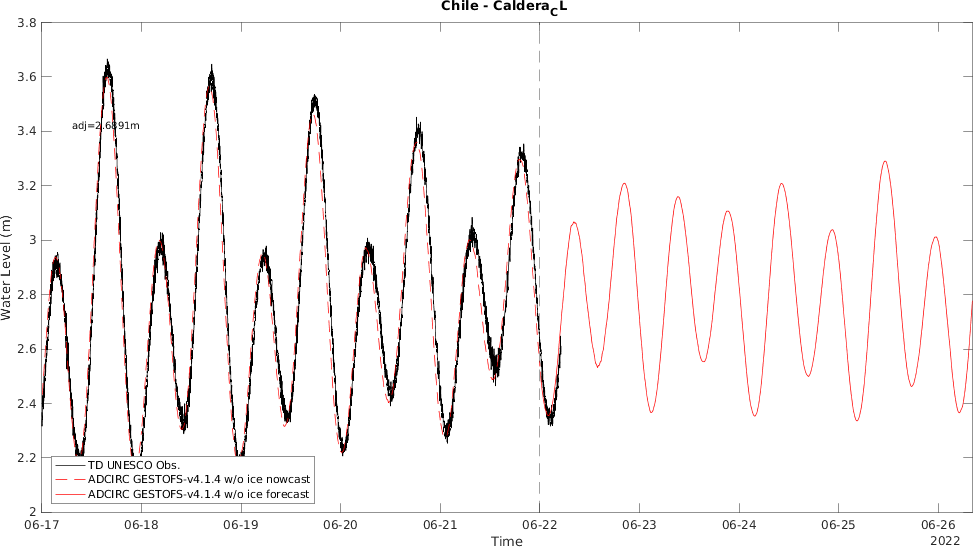 Chile - Caldera_CL
3.8
3.6
3.4
3.2
3
2.8
2.6
2.4
2.2
2
Water Level (m)
adj=2.6891m
TD UNESCO Obs.
ADCIRC GESTOFS-v4.1.4 w/o ice nowcast
ADCIRC GESTOFS-v4.1.4 w/o ice forecast
06-17 06-18 06-19 06-20 06-21 06-22 06-23 06-24 06-25 06-26
Time 2022